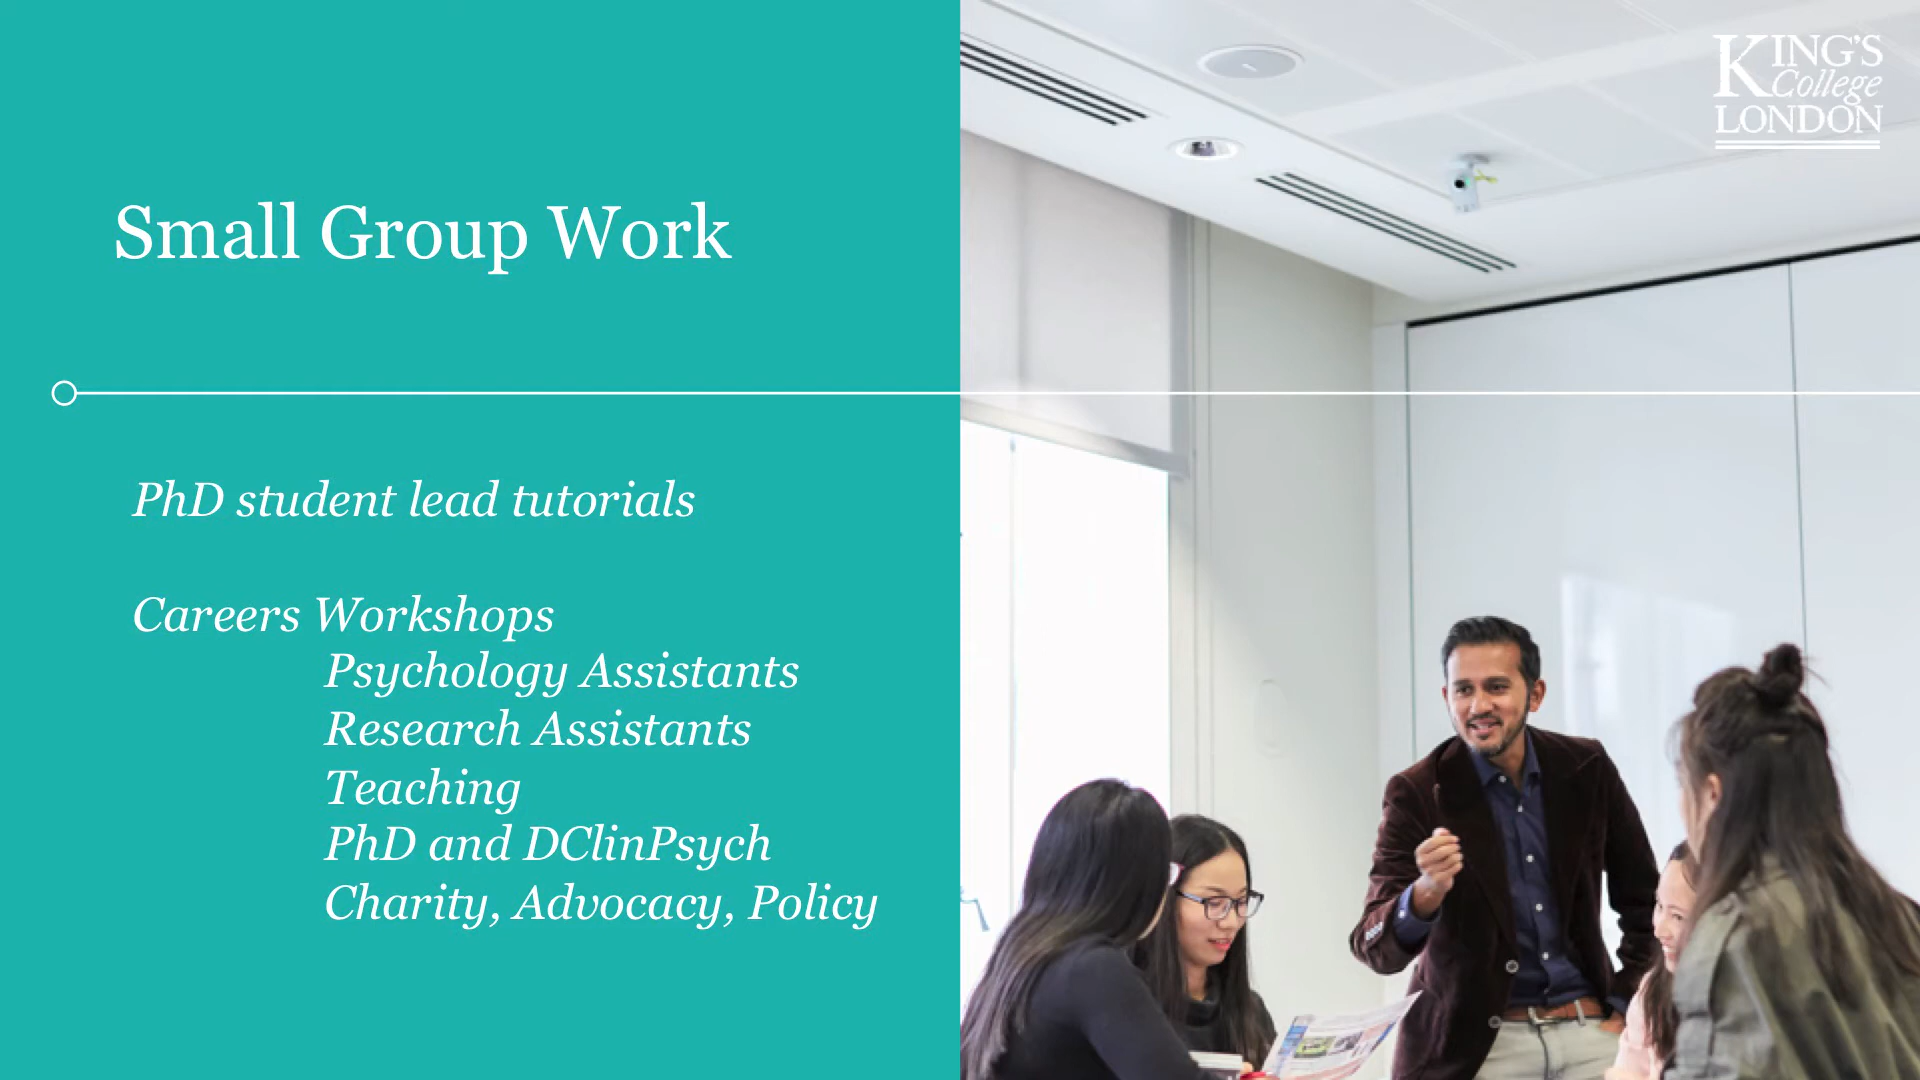 KING'S
College
LONDON
Small Group Work
PhD student lead tutorials
Careers Workshops
Psychology Assistants
Research Assistants
Teaching
PhD and DClinPsych
Charity, Advocacy, Policy